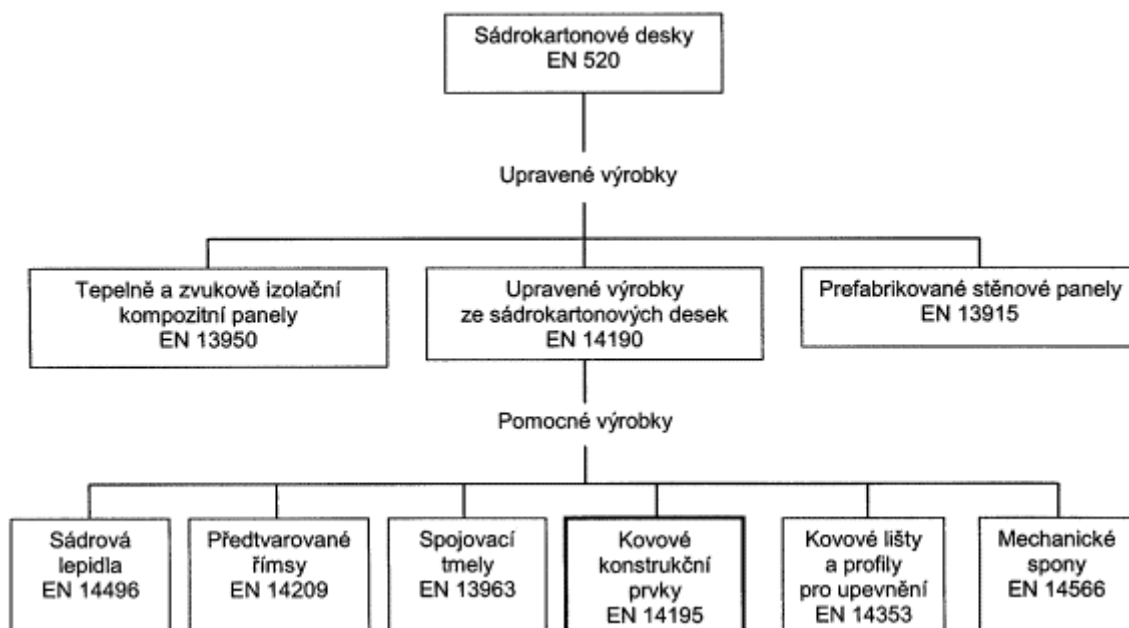 Sádrokartonové desky
EN 520
Upravené výrobky
Tepelně a zvukově izolační
kompozitní panely
EN 13950
Upravené výrobky
ze sádrokartonových desek
EN 14190
Prefabrikované stěnové panely
EN 13915
Pomocné výrobky
Sádrová
lepidla
EN 14496
Předtvarované
římsy
EN 14209
Spojovací
tmely
EN 13963
Kovové
konstrukční
prvky
EN 14195
Kovové lišty
a profily
pro upevnění
EN 14353
Mechanické
spony
EN 14566